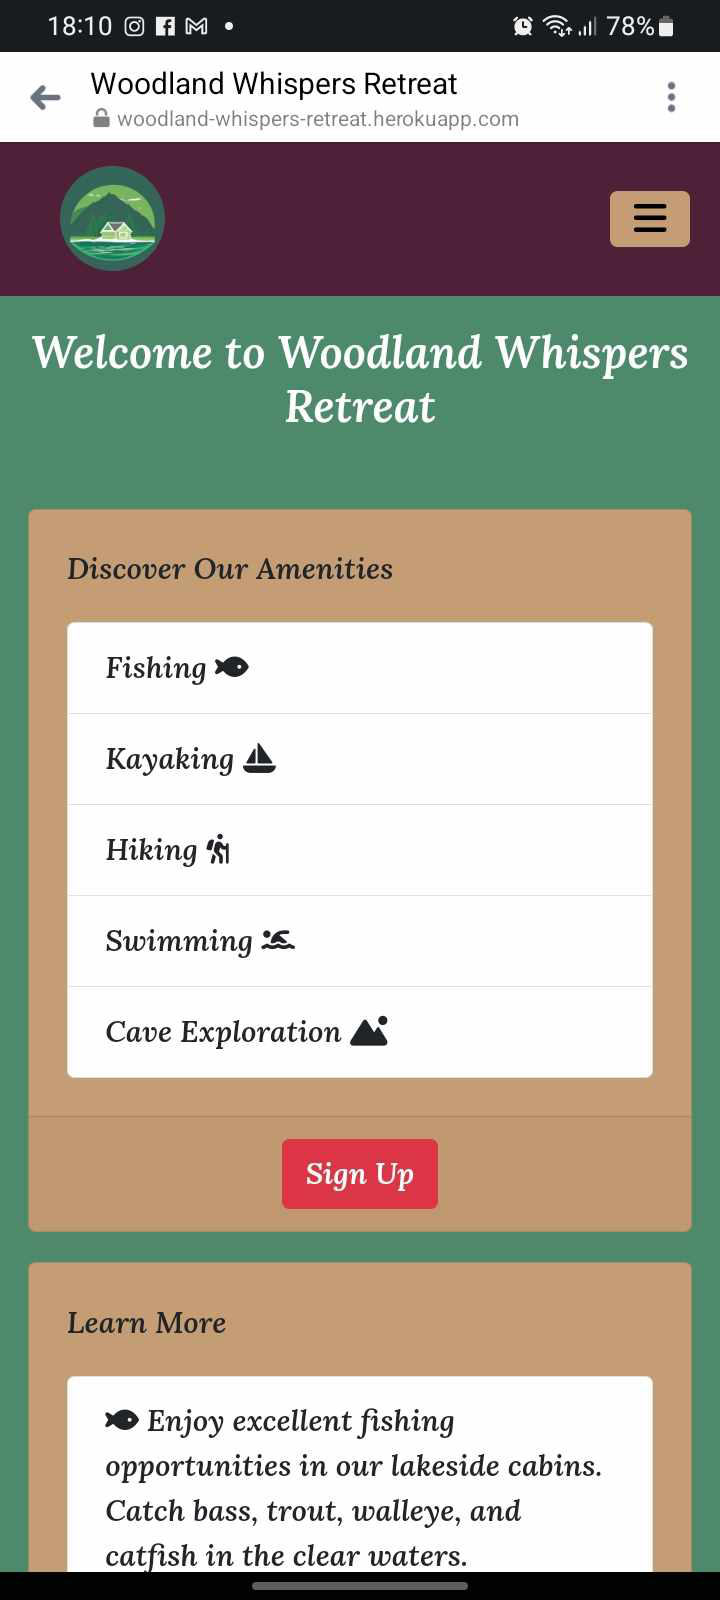 18:10
78%
Woodland Whispers Retreat
woodland-whispers-retreat.herokuapp.com
Welcome to Woodland Whispers
Retreat
Discover Our Amenities
Fishing
Kayaking
Hiking
Swimming
Cave Exploration
Sign Up
Learn More
Enjoy excellent fishing
opportunities in our lakeside cabins.
Catch bass, trout, walleye, and
catfish in the clear waters.